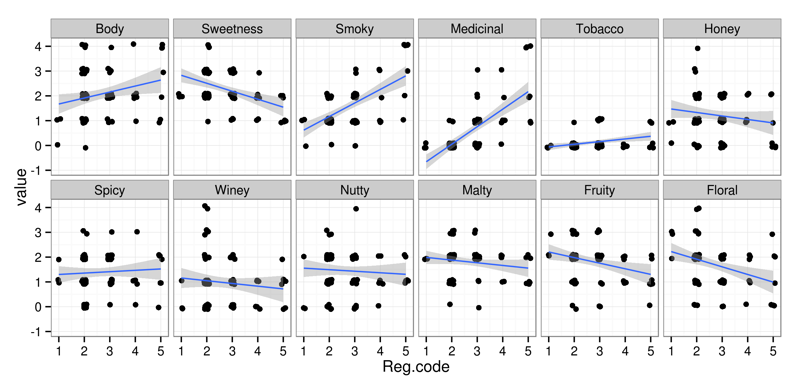 Body Sweetness Smoky Medicinal Tobacco Honey
4
3
2
1
0
-1
value
Spicy Winey Nutty Malty Fruity Floral
4
3
2
1
0
-1
1 2 3 4 5 1 2 3 4 5 1 2 3 4 5 1 2 3 4 5 1 2 3 4 5 1 2 3 4 5
Reg.code